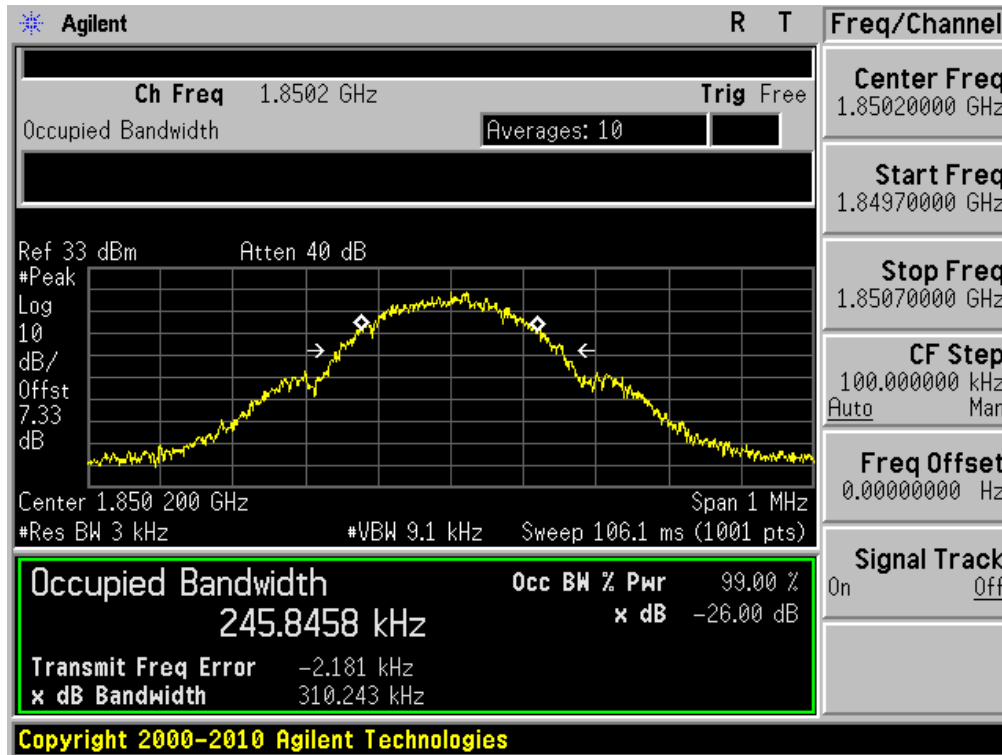 Agilent R T Freq/Channel
Ch Freq 1.8502 GHz Trig Free
Occupied Bandwidth Averages: 10
Ref 33 dBm Atten 40 dB
#Peak
Log
10
dB/
Offst
7.33
dB
Center 1.850 200 GHz Span 1 MHz
#Res BW 3 kHz #VBW 9.1 kHz Sweep 106.1 ms (1001 pts)
Occupied Bandwidth Occ BW % Pwr 99.00 %
245.8458 kHz x dB -26.00 dB
Transmit Freq Error -2.181 kHz
x dB Bandwidth 310.243 kHz
Center Freq
1.85020000 GHz
Start Freq
1.84970000 GHz
Stop Freq
1.85070000 GHz
CF Step
100.000000 kHz
Auto Man
Freq Offset
0.00000000 Hz
Signal Track
On Off
Copyright 2000-2010 Agilent Technologies